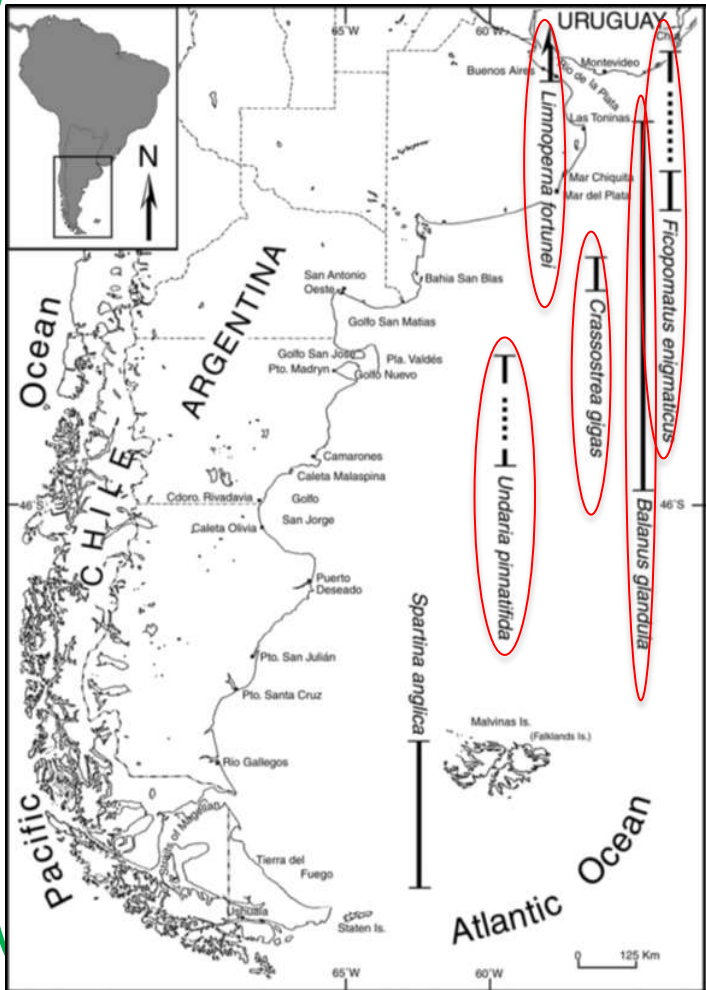 65°W
60°W
URUGUAY
Montevideo
Buenos Aires
Rio de la Plata
Las Toninas
Mar Chiquita
Mar del Plata
N
Limnoperna fortunei
Ficopomatus enigmaticus
Crassostrea gigas
Balanus glandula
Undaria pinnatifida
Spartina anglica
Ocean
ARGENTINA
San Antonio
Oeste
Bahia San Blas
Golfo San Matias
Golfo San José
Pla. Valdés
Pto. Madryn
Golfo Nuevo
CHILE
Camarones
Caleta Malaspina
Cdoro. Rivadavia
Golfo
San Jorge
46°S
46°S
Caleta Olivia
Puerto
Deseado
Pto. San Julián
Pto. Santa Cruz
Malvinas Is.
(Falklands Is.)
Rio Gallegos
Pacific
Straits of Magellan
Tierra del
Fuego
Ushuaia
Staten Is.
Atlantic Ocean
0 125 Km
65°W
60°W